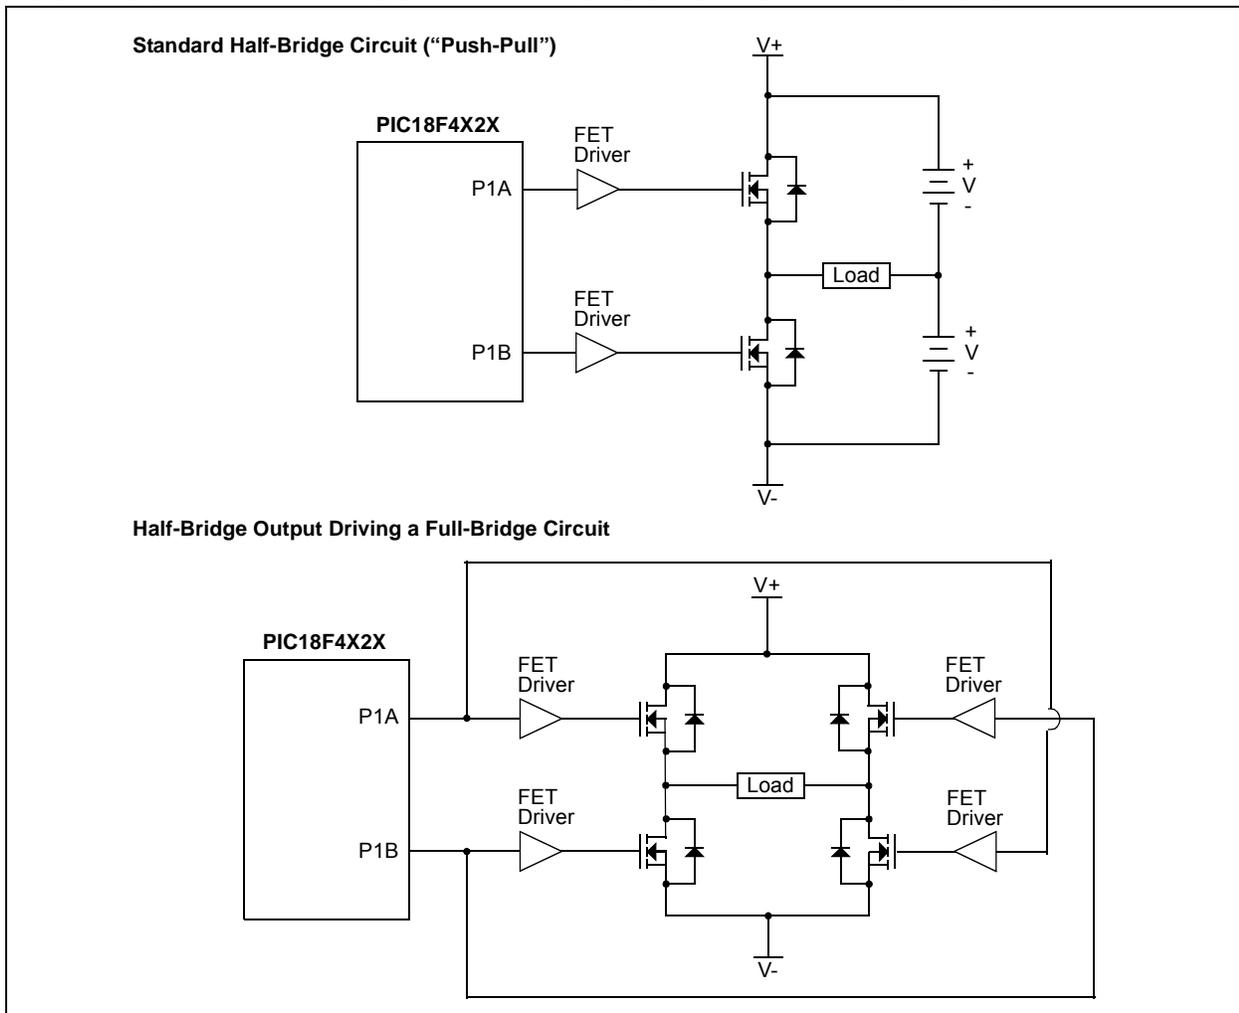 Standard Half-Bridge Circuit (“Push-Pull”)
V+
PIC18F4X2X
FET
Driver
P1A
+
V
-
Load
FET
Driver
P1B
+
V
-
V-
Half-Bridge Output Driving a Full-Bridge Circuit
V+
PIC18F4X2X
FET
Driver
FET
Driver
P1A
Load
FET
Driver
FET
Driver
P1B
V-